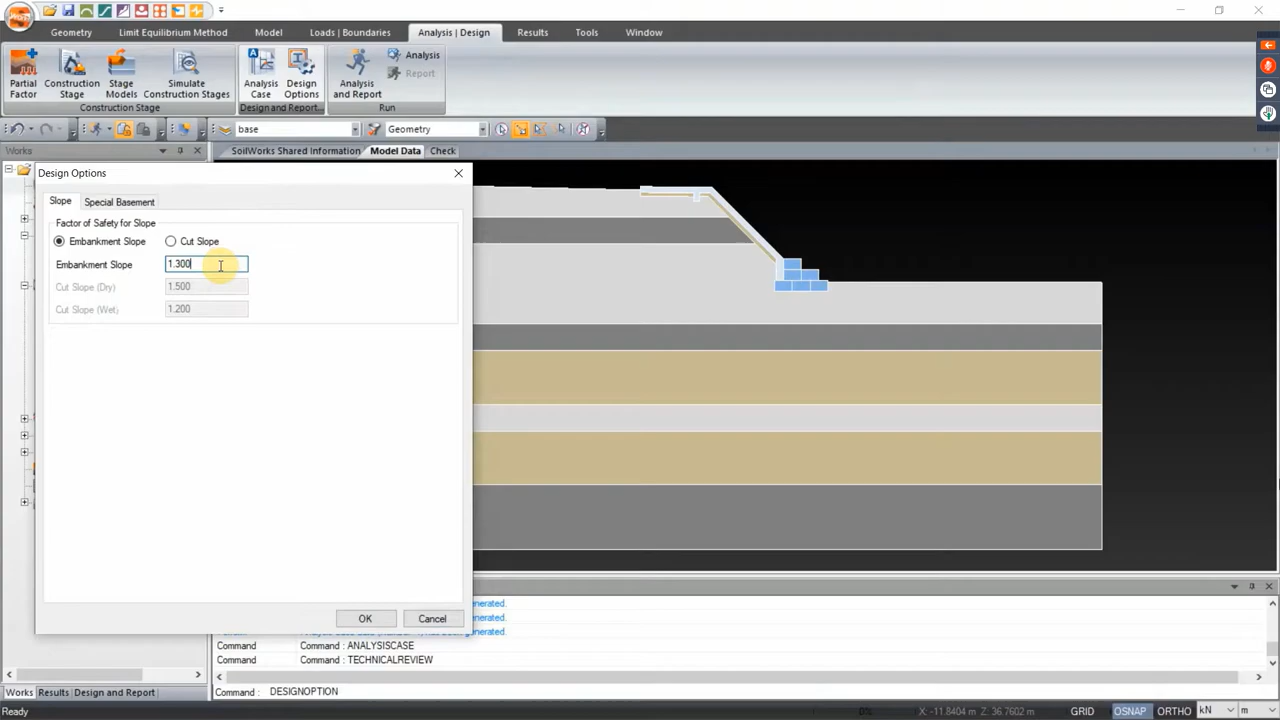 Geometry
Limit Equilibrium Method
Model
Loads | Boundaries
Analysis | Design
Results
Tools
Window
Partial Factor
Construction Stage
Stage Models
Simulate Construction Stages
Analysis Case
Design Options
Analysis and Report
Analysis
Report
Construction Stage
Design and Report...
Run
base
Geometry
Works
SoilWorks Shared Information
Model Data
Check
Design Options
Slope
Special Basement
Factor of Safety for Slope
Embankment Slope
Cut Slope
Embankment Slope
1.300
Cut Slope (Dry)
1.500
Cut Slope (Wet)
1.200
OK
Cancel
enerated.
enerated.
Command
Command : ANALYSISCASE
Command
Command : TECHNICALREVIEW
Works
Results
Design and Report
Command :
DESIGNOPTION
Ready
0%
X: -11.8404 m Z: 36.7602 m
GRID
OSNAP
ORTHO
kN
m